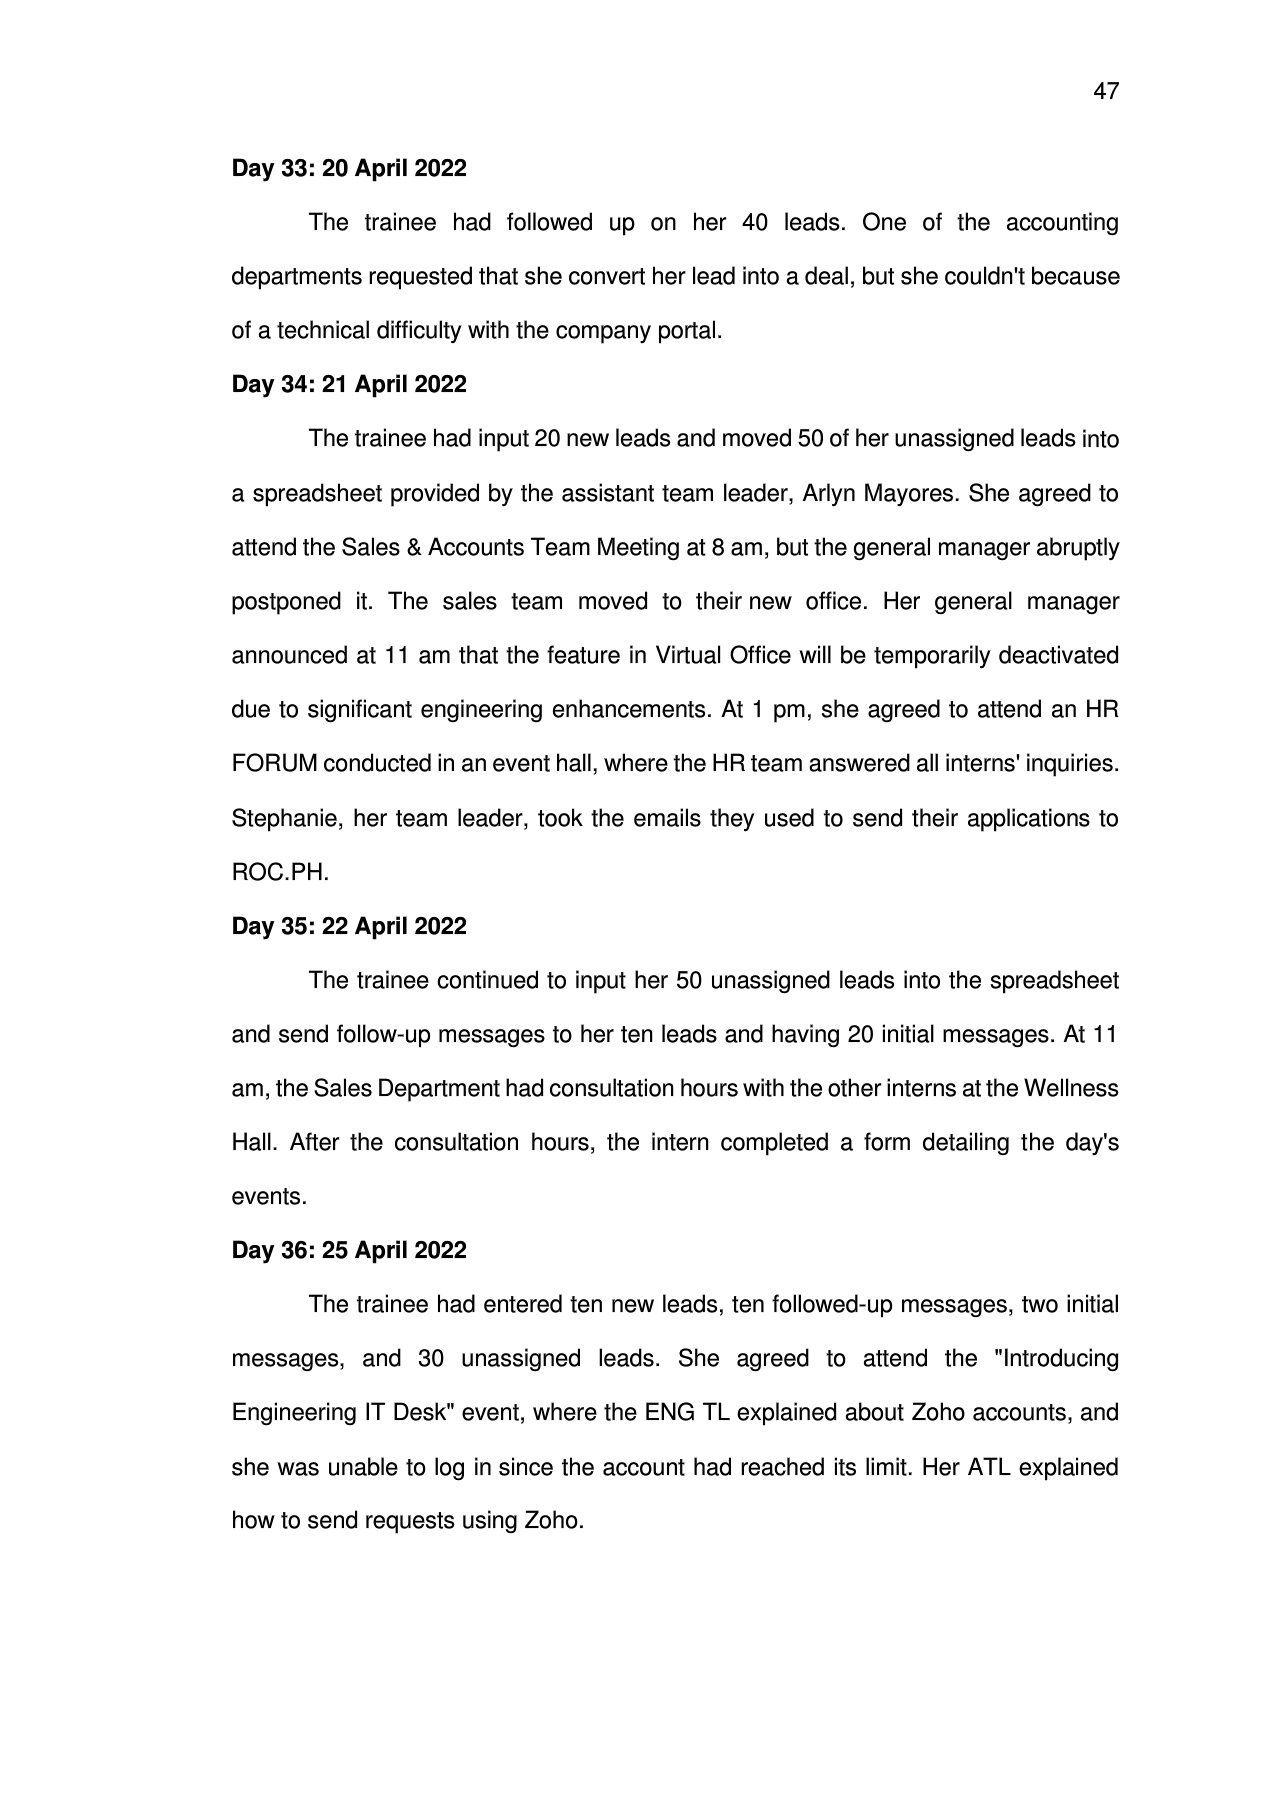 47
Day 33: 20 April 2022
The trainee had followed up on her 40 leads. One of the accounting
departments requested that she convert her lead into a deal, but she couldn't because
of a technical difficulty with the company portal.
Day 34: 21 April 2022
The trainee had input 20 new leads and moved 50 of her unassigned leads into
a spreadsheet provided by the assistant team leader, Arlyn Mayores. She agreed to
attend the Sales & Accounts Team Meeting at 8 am, but the general manager abruptly
postponed it. The sales team moved to their new office. Her general manager
announced at 11 am that the feature in Virtual Office will be temporarily deactivated
due to significant engineering enhancements. At 1 pm, she agreed to attend an HR
FORUM conducted in an event hall, where the HR team answered all interns' inquiries.
Stephanie, her team leader, took the emails they used to send their applications to
ROC.PH.
Day 35: 22 April 2022
The trainee continued to input her 50 unassigned leads into the spreadsheet
and send follow-up messages to her ten leads and having 20 initial messages. At 11
am, the Sales Department had consultation hours with the other interns at the Wellness
Hall. After the consultation hours, the intern completed a form detailing the day's
events.
Day 36: 25 April 2022
The trainee had entered ten new leads, ten followed-up messages, two initial
messages, and 30 unassigned leads. She agreed to attend the "Introducing
Engineering IT Desk" event, where the ENG TL explained about Zoho accounts, and
she was unable to log in since the account had reached its limit. Her ATL explained
how to send requests using Zoho.